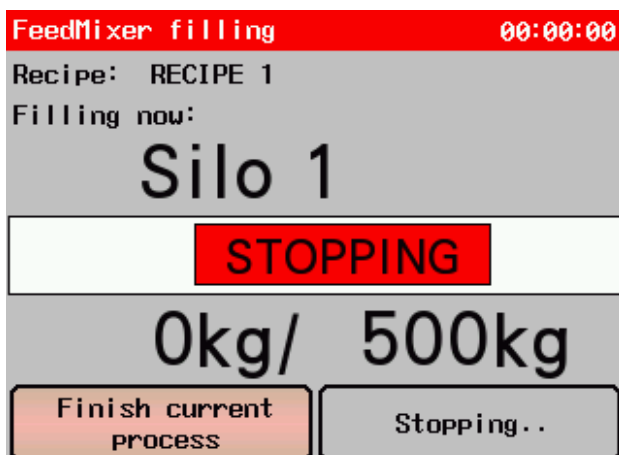 FeedMixer filling 00:00:00
Recipe: RECIPE 1
Filling now:
Silo 1
STOPPING
0kg/ 500kg
Finish current
process
Stopping..